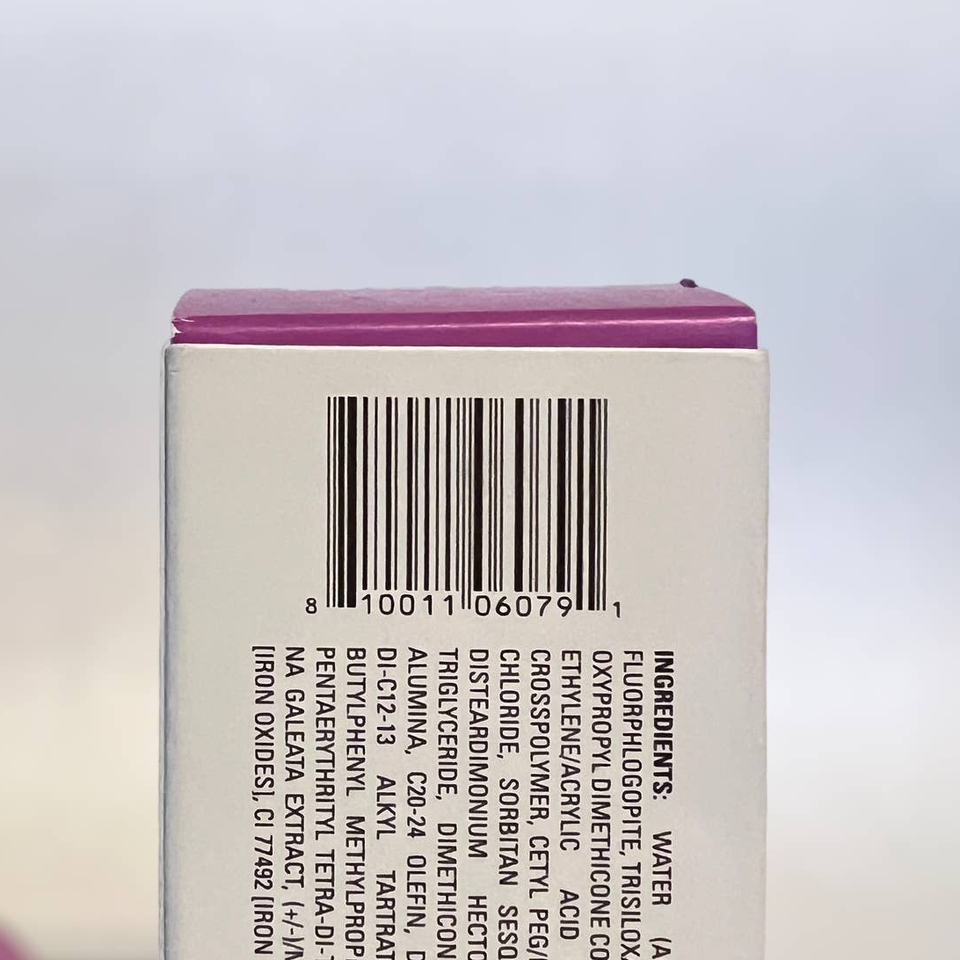 8 10011 06079 1
INGREDIENTS: WATER (A
FLUORPHLOGOPITE, TRISILOX
OXYPROPYL DIMETHICONE CO
ETHYLENE/ACRYLIC ACID
CROSSPOLYMER, CETYL PEG/
CHLORIDE, SORBITAN SESQ
DISTEARDIMONIUM HECTO
TRIGLYCERIDE, DIMETHICON
ALUMINA, C20-24 OLEFIN, D
DI-C12-13 ALKYL TARTRAT
BUTYLPHENYL METHYLPROP
PENTAERYTHRITYL TETRA-DI-
NA GALEATA EXTRACT, (+/-)/
[IRON OXIDES], CI 77492 [IRON